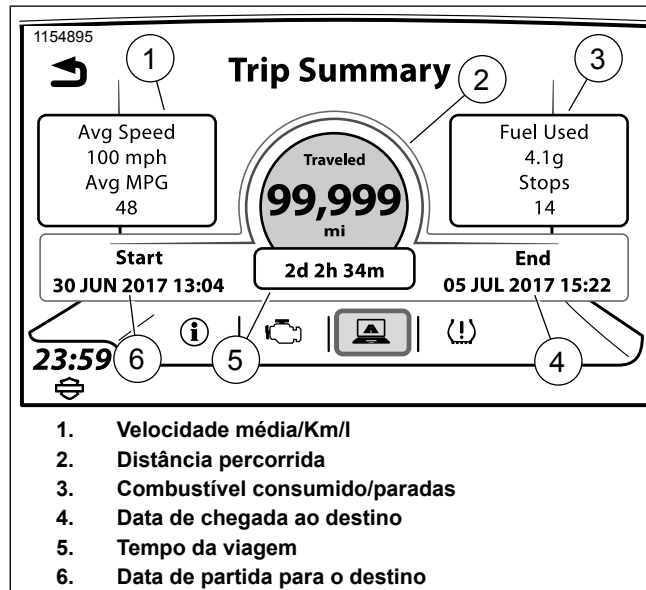 1154895
1
Trip Summary
2
3
Avg Speed
100 mph
Avg MPG
48
Traveled
99,999
mi
Fuel Used
4.1g
Stops
14
Start
30 JUN 2017 13:04
2d 2h 34m
End
05 JUL 2017 15:22
23:59
6
5
4
1. Velocidade média/Km/l
2. Distância percorrida
3. Combustível consumido/paradas
4. Data de chegada ao destino
5. Tempo da viagem
6. Data de partida para o destino